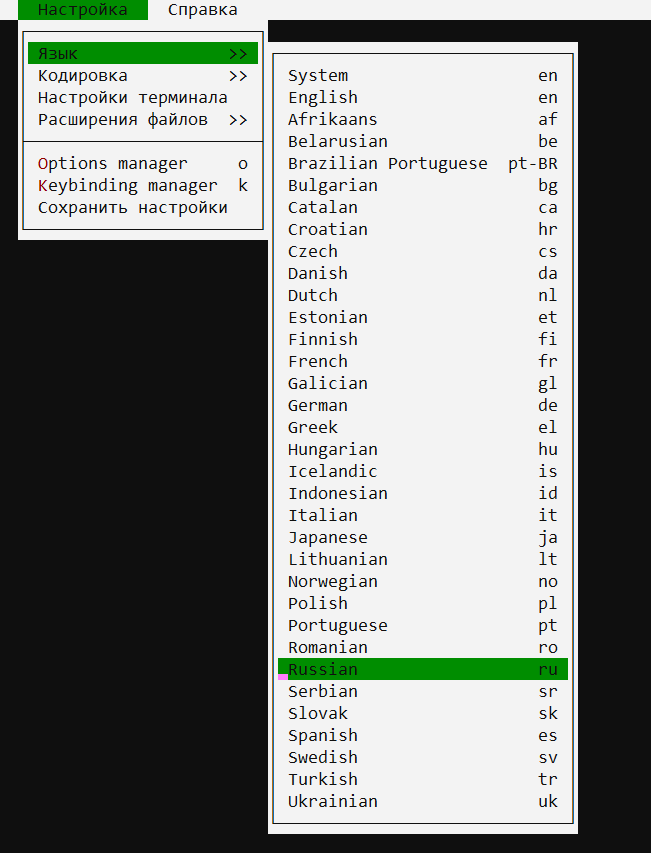 Настройка Справка
Язык >>
Кодировка >>
Настройки терминала
Расширения файлов >>
Options manager o
Keybinding manager k
Сохранить настройки
System en
English en
Afrikaans af
Belarusian be
Brazilian Portuguese pt-BR
Bulgarian bg
Catalan ca
Croatian hr
Czech cs
Danish da
Dutch nl
Estonian et
Finnish fi
French fr
Galician gl
German de
Greek el
Hungarian hu
Icelandic is
Indonesian id
Italian it
Japanese ja
Lithuanian lt
Norwegian no
Polish pl
Portuguese pt
Romanian ro
Russian ru
Serbian sr
Slovak sk
Spanish es
Swedish sv
Turkish tr
Ukrainian uk